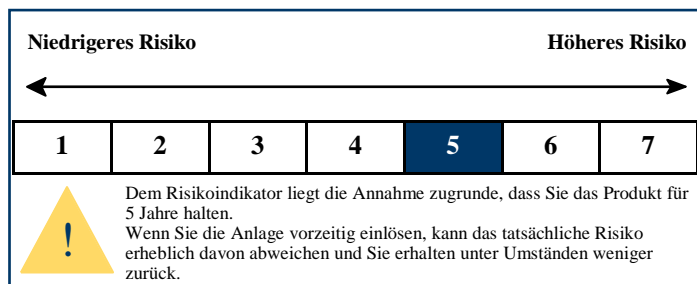 Niedrigeres Risiko Höheres Risiko
1 2 3 4 5 6 7
Dem Risikoindikator liegt die Annahme zugrunde, dass Sie das Produkt für
5 Jahre halten.
Wenn Sie die Anlage vorzeitig einlösen, kann das tatsächliche Risiko
erheblich davon abweichen und Sie erhalten unter Umständen weniger
zurück.
!